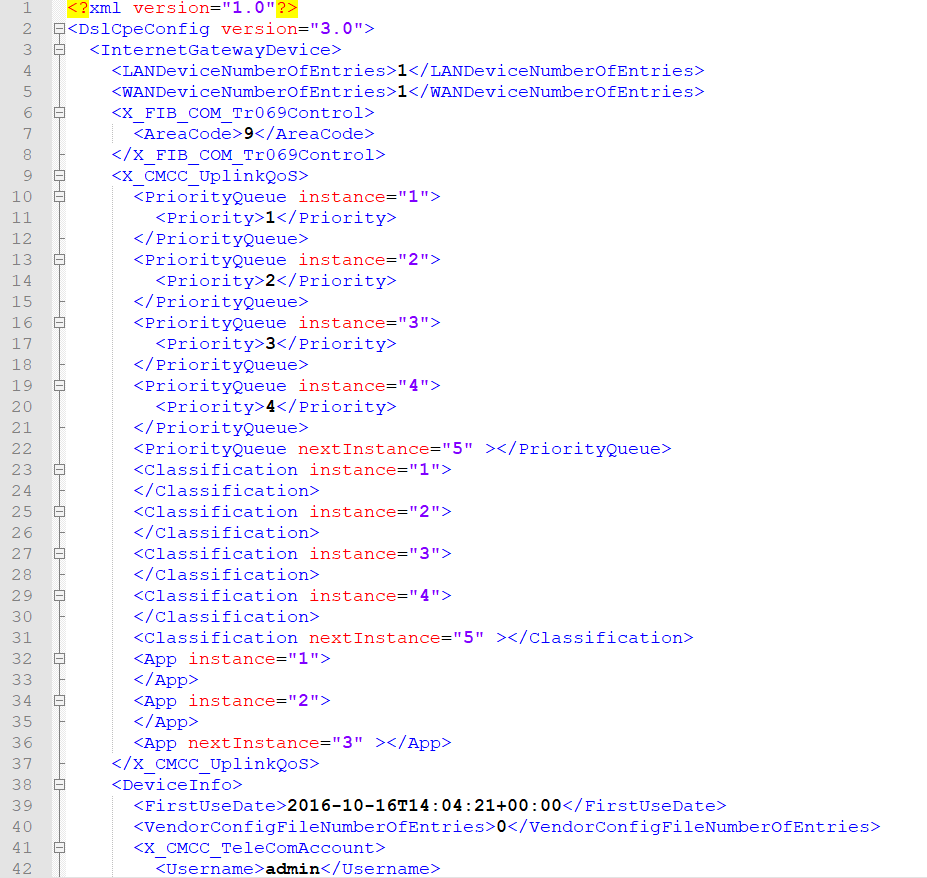 1 <?xml version="1.0"?>
2 <DslCpeConfig version="3.0">
3 <InternetGatewayDevice>
4 <LANDeviceNumberOfEntries>1</LANDeviceNumberOfEntries>
5 <WANDeviceNumberOfEntries>1</WANDeviceNumberOfEntries>
6 <X_FIB_COM_Tr069Control>
7 <AreaCode>9</AreaCode>
8 </X_FIB_COM_Tr069Control>
9 <X_CMCC_UplinkQoS>
10 <PriorityQueue instance="1">
11 <Priority>1</Priority>
12 </PriorityQueue>
13 <PriorityQueue instance="2">
14 <Priority>2</Priority>
15 </PriorityQueue>
16 <PriorityQueue instance="3">
17 <Priority>3</Priority>
18 </PriorityQueue>
19 <PriorityQueue instance="4">
20 <Priority>4</Priority>
21 </PriorityQueue>
22 <PriorityQueue nextInstance="5" ></PriorityQueue>
23 <Classification instance="1">
24 </Classification>
25 <Classification instance="2">
26 </Classification>
27 <Classification instance="3">
28 </Classification>
29 <Classification instance="4">
30 </Classification>
31 <Classification nextInstance="5" ></Classification>
32 <App instance="1">
33 </App>
34 <App instance="2">
35 </App>
36 <App nextInstance="3" ></App>
37 </X_CMCC_UplinkQoS>
38 <DeviceInfo>
39 <FirstUseDate>2016-10-16T14:04:21+00:00</FirstUseDate>
40 <VendorConfigFileNumberOfEntries>0</VendorConfigFileNumberOfEntries>
41 <X_CMCC_TeleComAccount>
42 <Username>admin</Username>